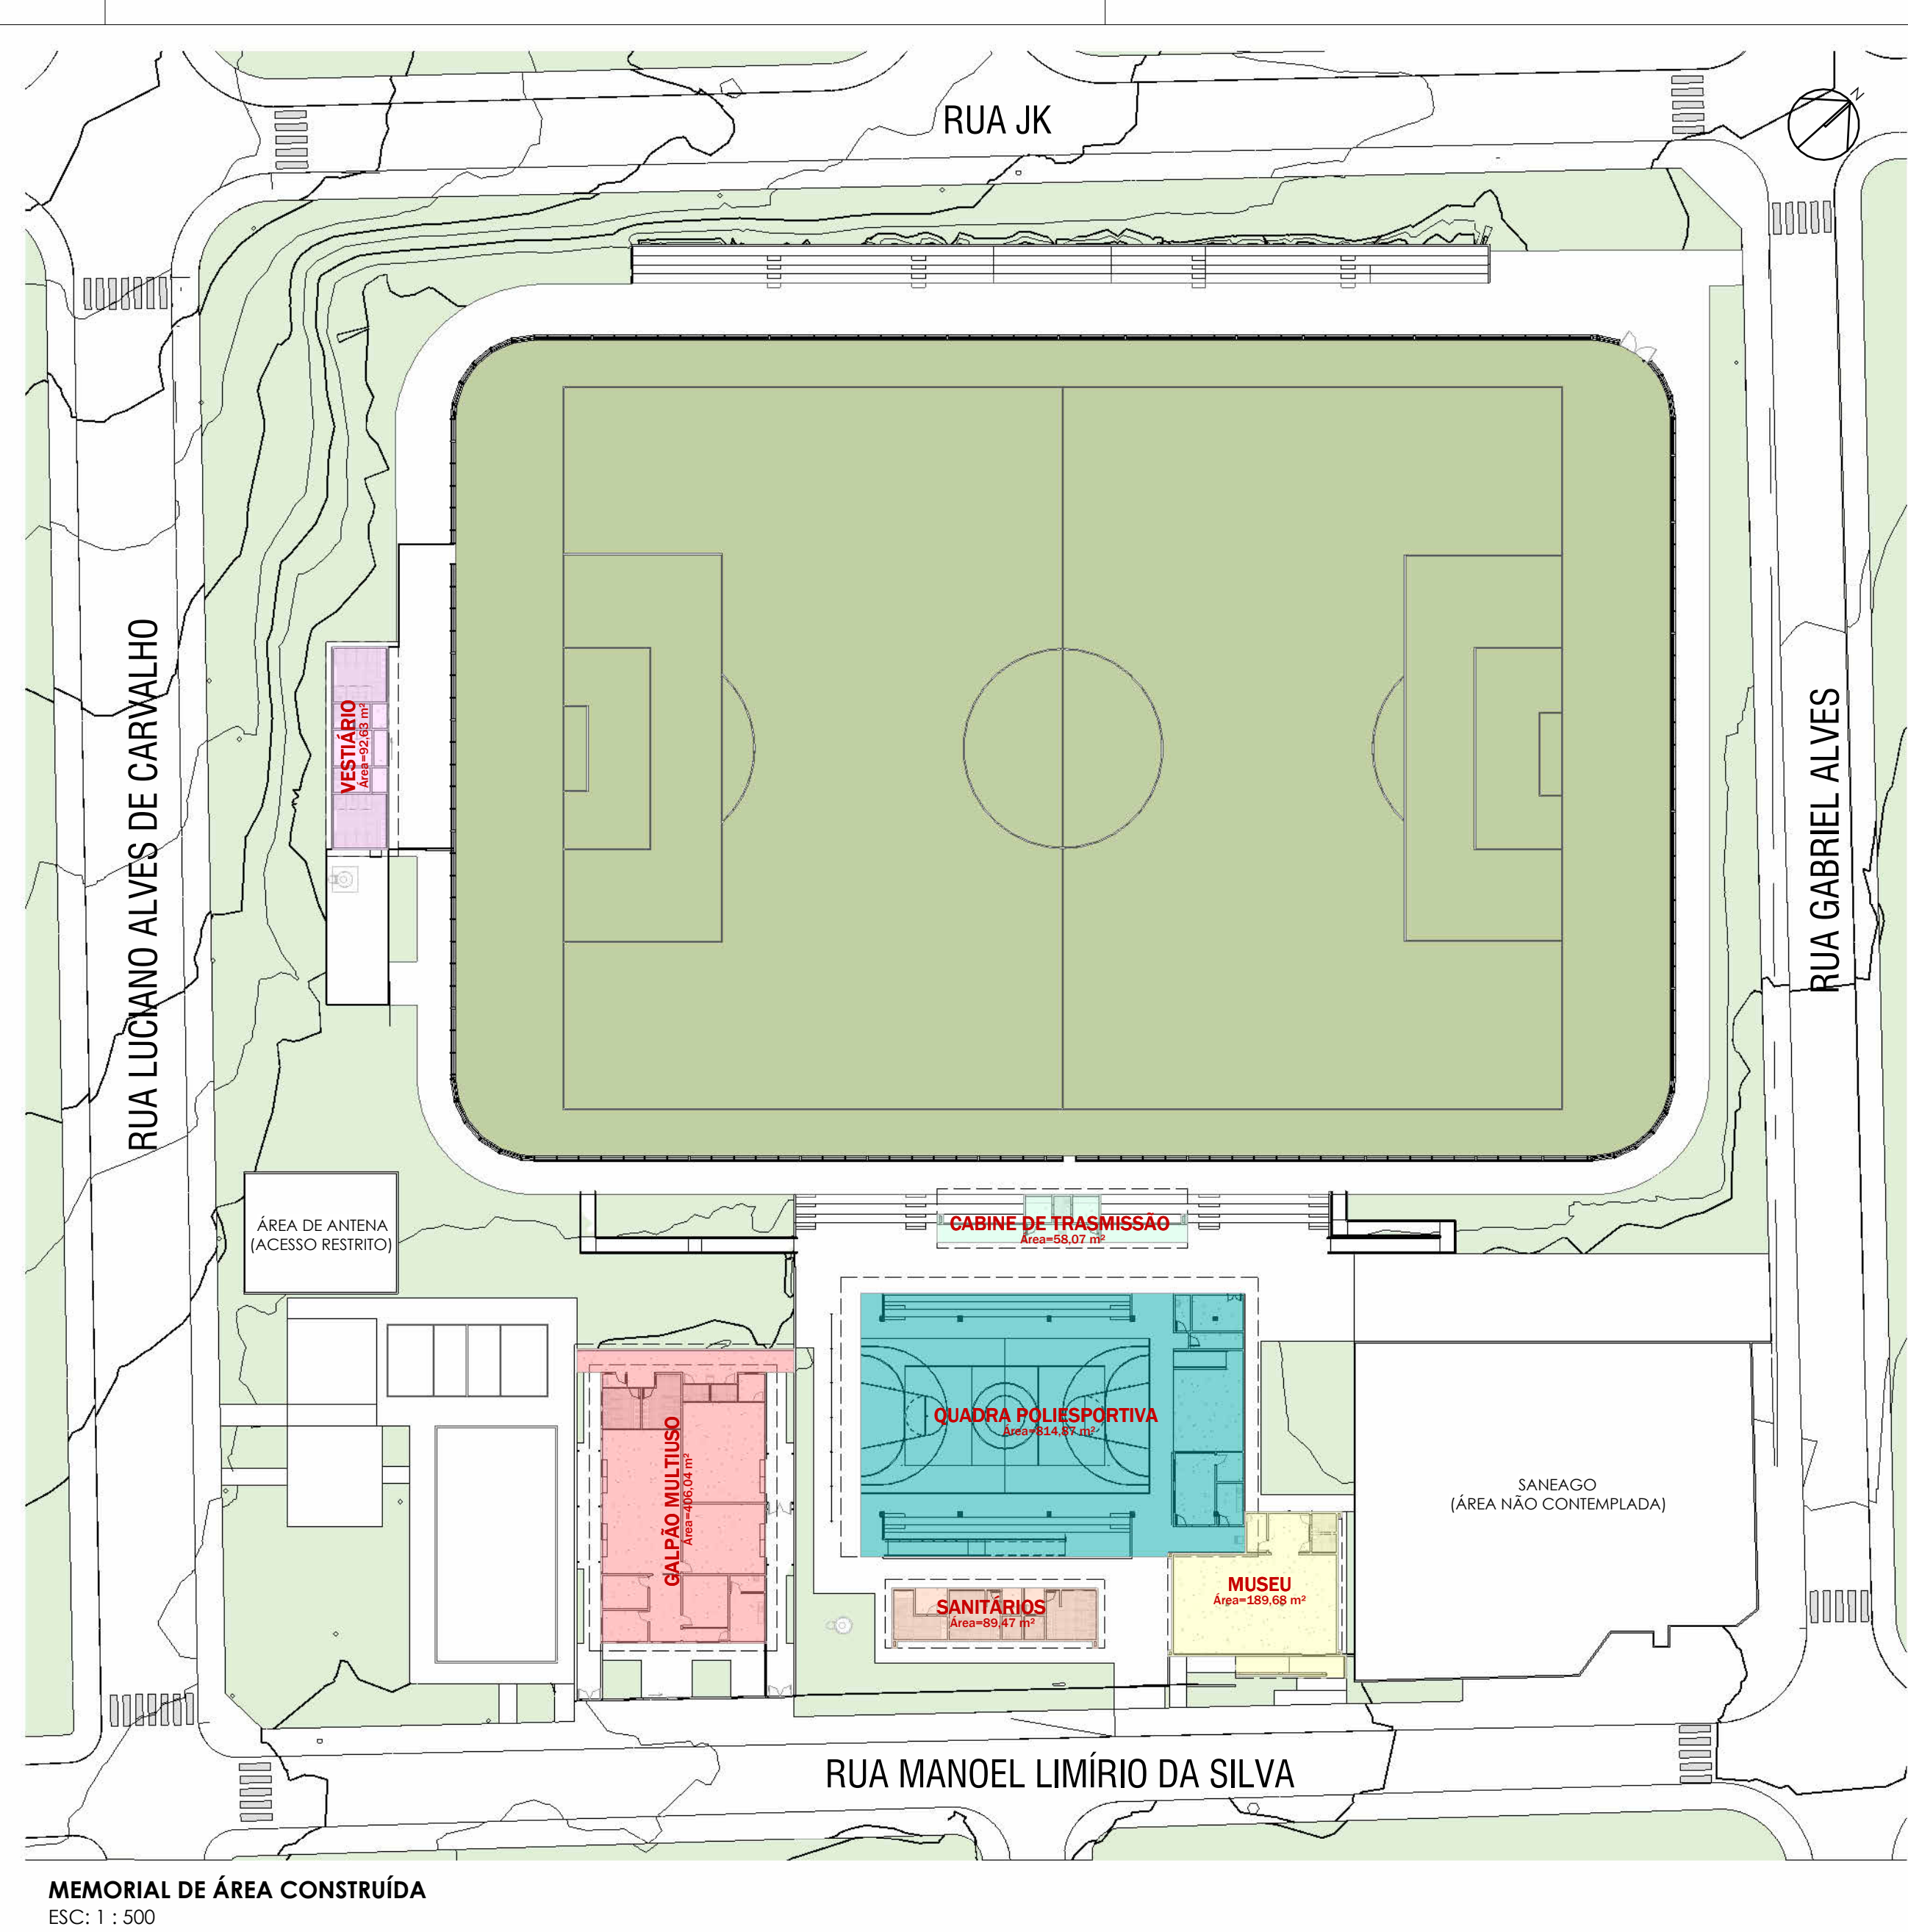 RUA JK
N
RUA LUCIANO ALVES DE CARVALHO
VESTIÁRIO
Área=92,63 m²
RUA GABRIEL ALVES
ÁREA DE ANTENA
(ACESSO RESTRITO)
CABINE DE TRASMISSÃO
Área=58,07 m²
QUADRA POLIESPORTIVA
Área=814,87 m²
GALPÃO MULTIUSO
Área=406,04 m²
SANEAGO
(ÁREA NÃO CONTEMPLADA)
MUSEU
Área=189,68 m²
SANITÁRIOS
Área=89,47 m²
RUA MANOEL LIMÍRIO DA SILVA
MEMORIAL DE ÁREA CONSTRUÍDA
ESC: 1 : 500